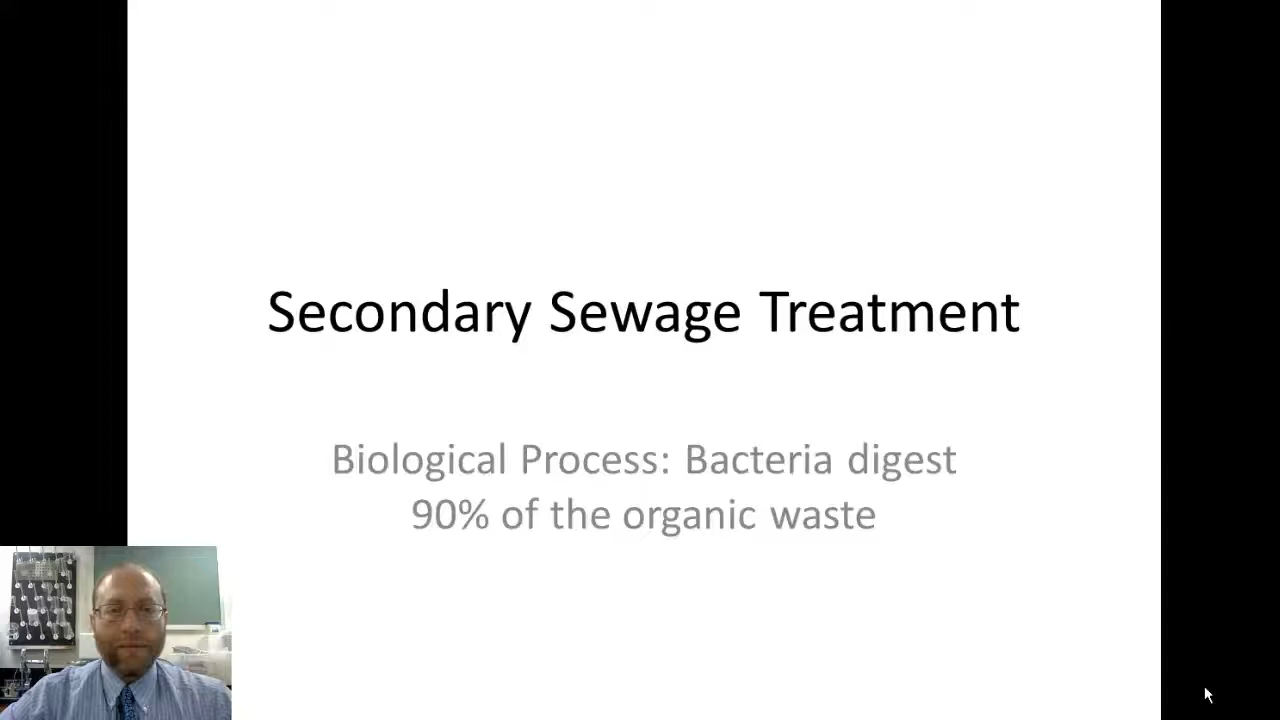 Secondary Sewage Treatment
Biological Process: Bacteria digest
90% of the organic waste